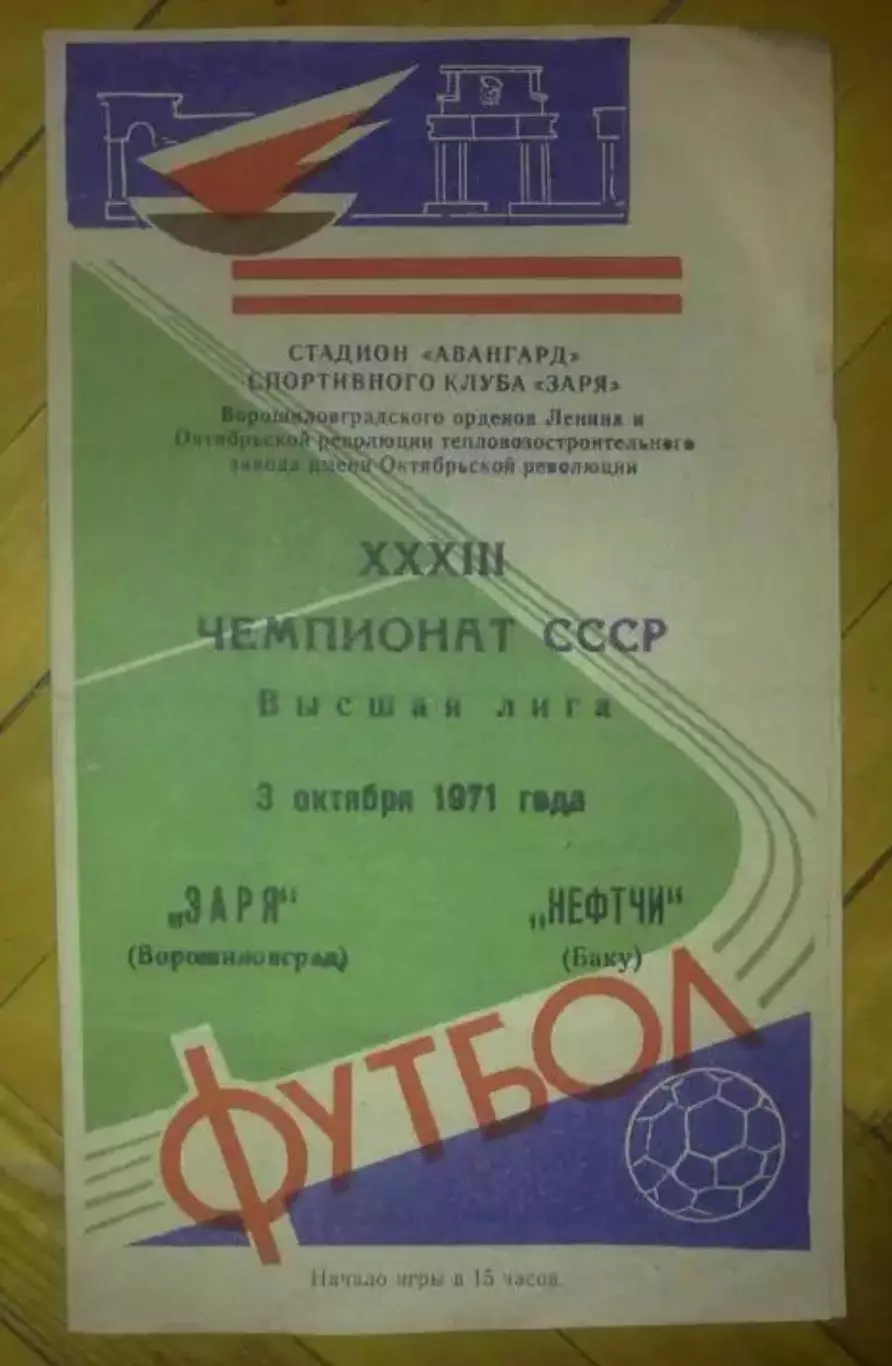 СТАДИОН «АВАНГАРД»
СПОРТИВНОГО КЛУБА «ЗАРЯ»
Ворошиловградского орденов Ленина и
Октябрьской революции тепловозостроительного
завода имени Октябрьской революции
XXXIII
ЧЕМПИОНАТ СССР
Высшая лига
3 октября 1971 года
„ЗАРЯ“
(Ворошиловград)
„НЕФТЧИ“
(Баку)
ФУТБОЛ
Начало игры в 15 часов.